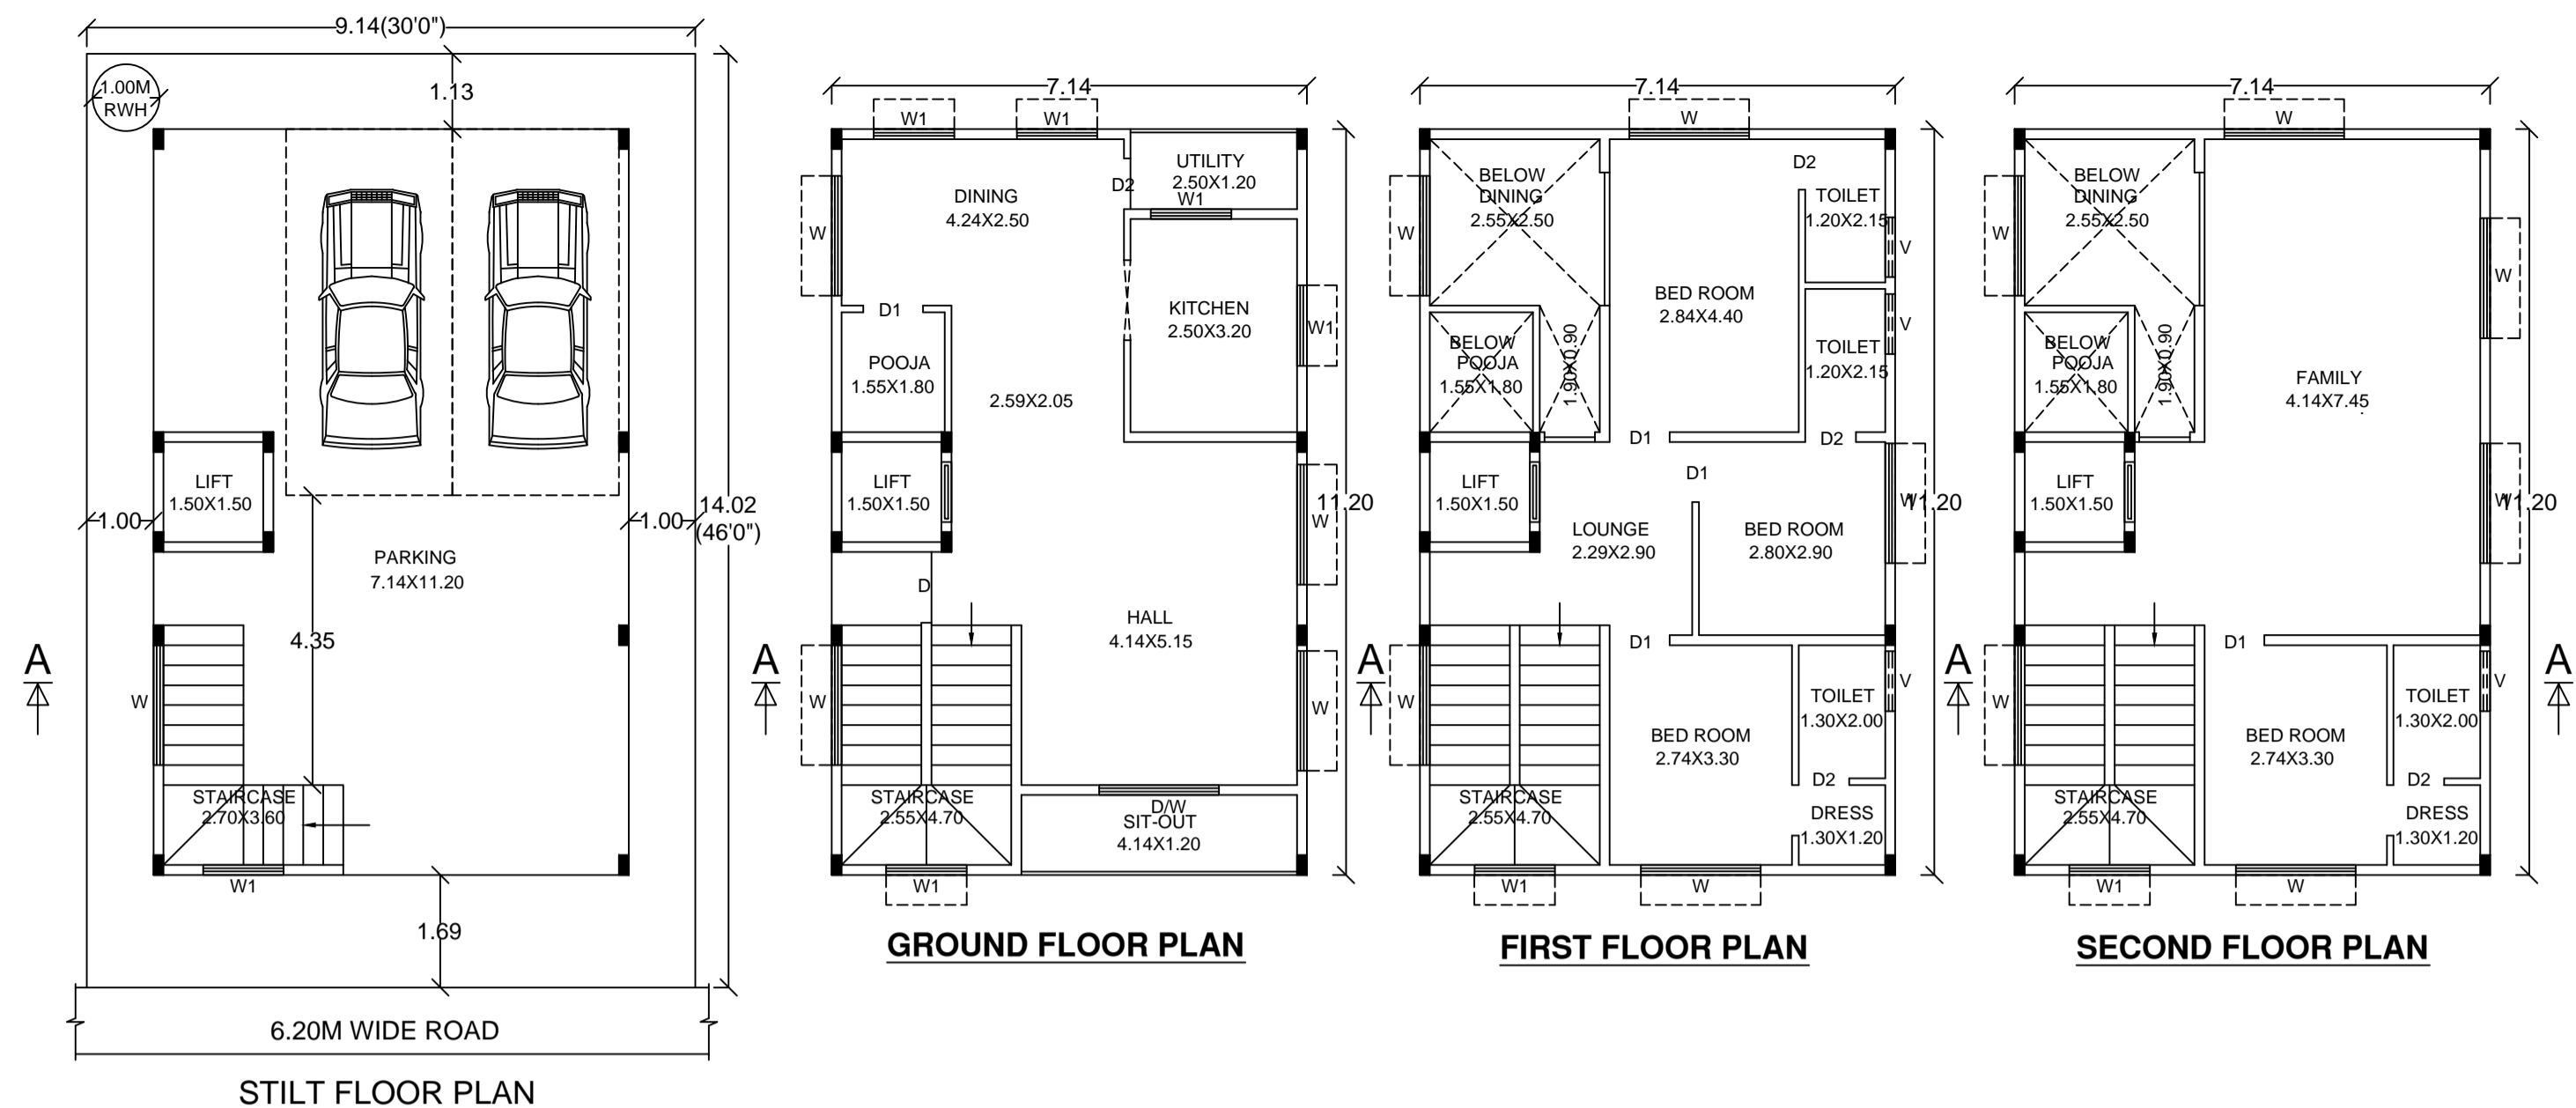 9.14(30'0")
1.00M
RWH
1.13
LIFT
1.50X1.50
1.00
1.00
14.02
(46'0")
PARKING
7.14X11.20
4.35
A
W
STAIRCASE
2.70X3.60
W1
1.69
6.20M WIDE ROAD
STILT FLOOR PLAN
7.14
W1
W1
UTILITY
2.50X1.20
D2
W1
DINING
4.24X2.50
W
D1
KITCHEN
2.50X3.20
W1
POOJA
1.55X1.80
2.59X2.05
LIFT
1.50X1.50
W
11.20
D
HALL
4.14X5.15
A
W
W
STAIRCASE
2.55X4.70
D/W
SIT-OUT
4.14X1.20
W1
GROUND FLOOR PLAN
7.14
W
BELOW
DINING
2.55X2.50
D2
TOILET
1.20X2.15
W
V
BED ROOM
2.84X4.40
V
BELOW
POOJA
1.55X1.80
1.90X0.90
TOILET
1.20X2.15
D1
D2
D1
LIFT
1.50X1.50
W
11.20
LOUNGE
2.29X2.90
BED ROOM
2.80X2.90
D1
A
W
TOILET
1.30X2.00
V
BED ROOM
2.74X3.30
D2
STAIRCASE
2.55X4.70
DRESS
1.30X1.20
W1
W
FIRST FLOOR PLAN
7.14
W
BELOW
DINING
2.55X2.50
W
W
BELOW
POOJA
1.55X1.80
1.90X0.90
FAMILY
4.14X7.45
LIFT
1.50X1.50
W
11.20
D1
A
W
TOILET
1.30X2.00
V
A
BED ROOM
2.74X3.30
D2
STAIRCASE
2.55X4.70
DRESS
1.30X1.20
W1
W
SECOND FLOOR PLAN